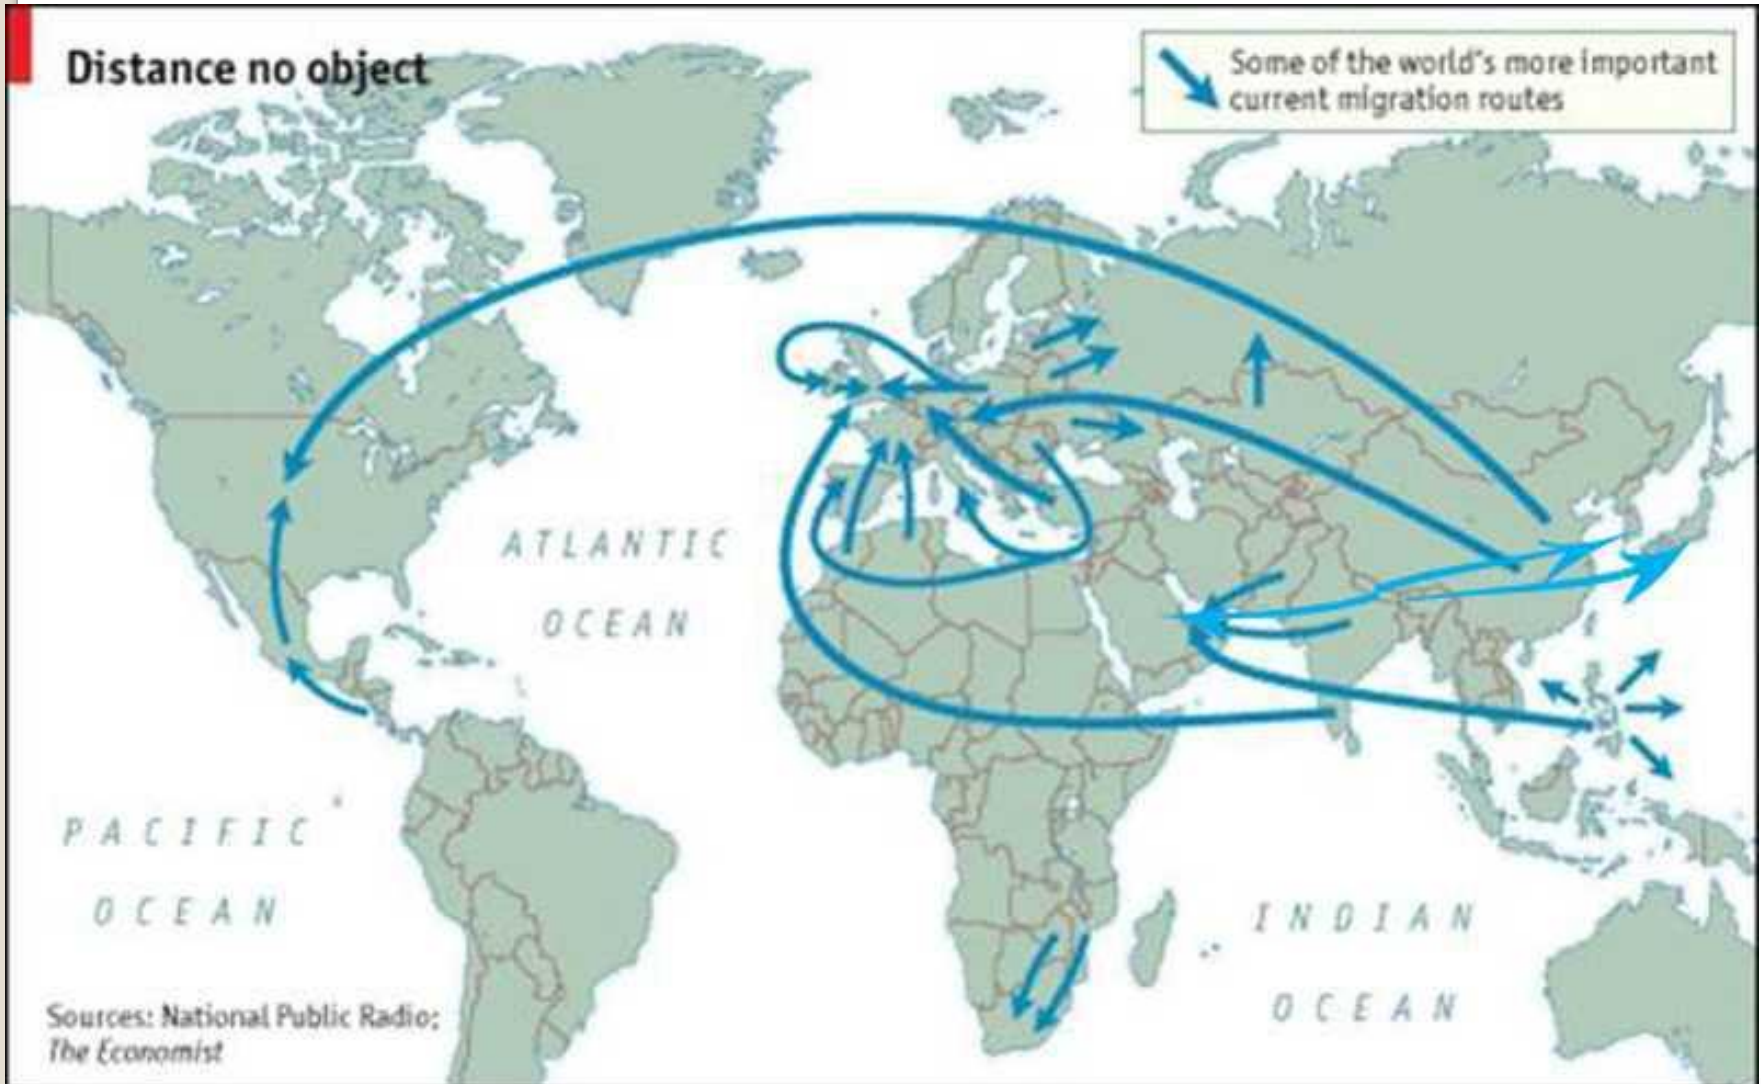 Distance no object
Some of the world's more important
current migration routes
ATLANTIC
OCEAN
PACIFIC
OCEAN
INDIAN
OCEAN
Sources: National Public Radio;
The Economist